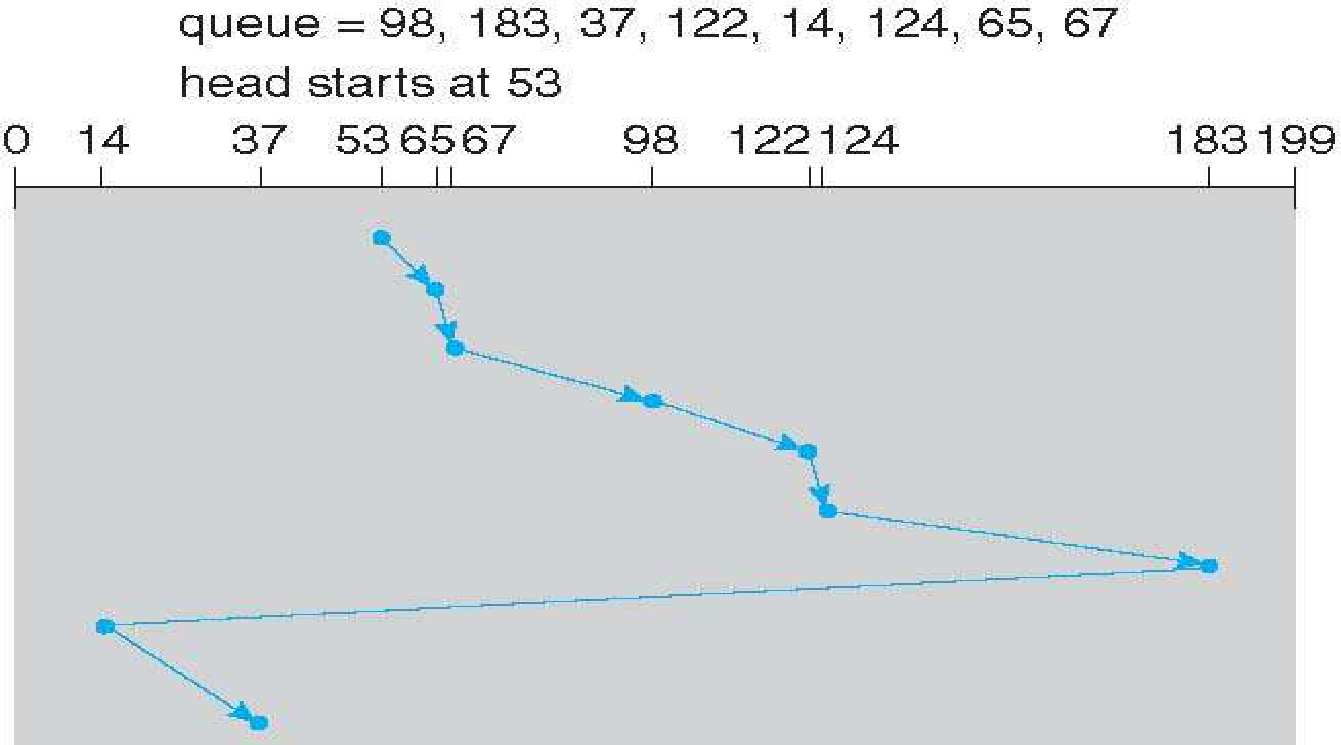 queue = 98, 183, 37, 122, 14, 124, 65, 67
head starts at 53
0 14 37 53 65 67 98 122 124 183 199